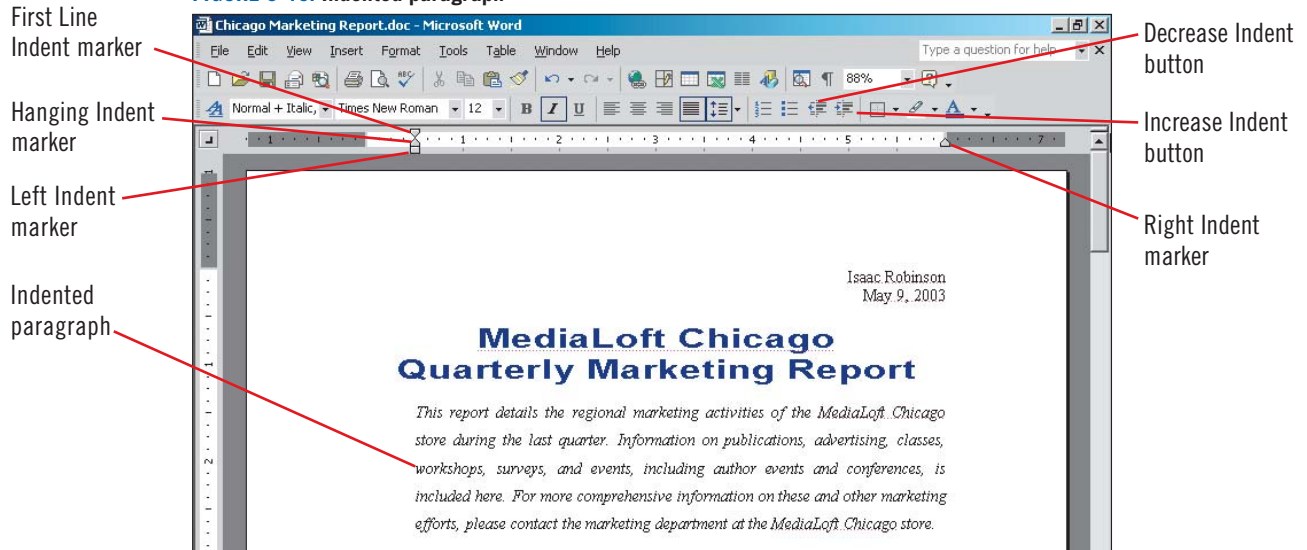 Indented paragraph
First Line
Indent marker
Hanging Indent
marker
Left Indent
marker
Indented
paragraph
Chicago Marketing Report.doc - Microsoft Word
File Edit View Insert Format Tools Table Window Help
Type a question for help
88%
Normal + Italic, Times New Roman 12 B I U
1 1 2 3 4 5 7
1
2
Isaac Robinson
May 9, 2003
MediaLoft Chicago
Quarterly Marketing Report
This report details the regional marketing activities of the MediaLoft Chicago
store during the last quarter. Information on publications, advertising, classes,
workshops, surveys, and events, including author events and conferences, is
included here. For more comprehensive information on these and other marketing
efforts, please contact the marketing department at the MediaLoft Chicago store.
Decrease Indent
button
Increase Indent
button
Right Indent
marker